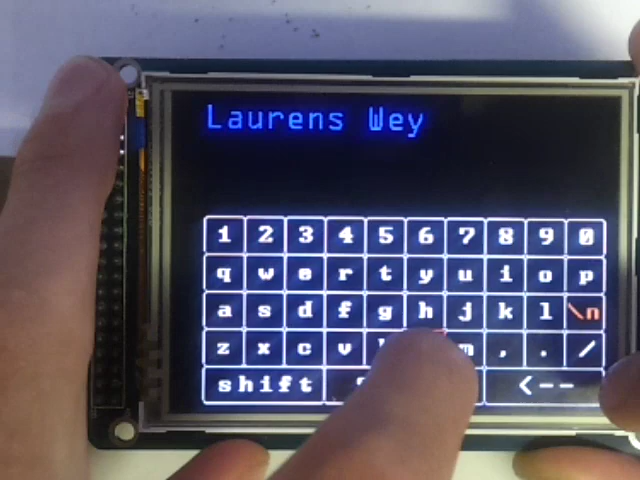 Laurens Wey
1 2 3 4 5 6 7 8 9 0
q w e r t y u i o p
a s d f g h j k l \n
z x c v m , . /
shift <--